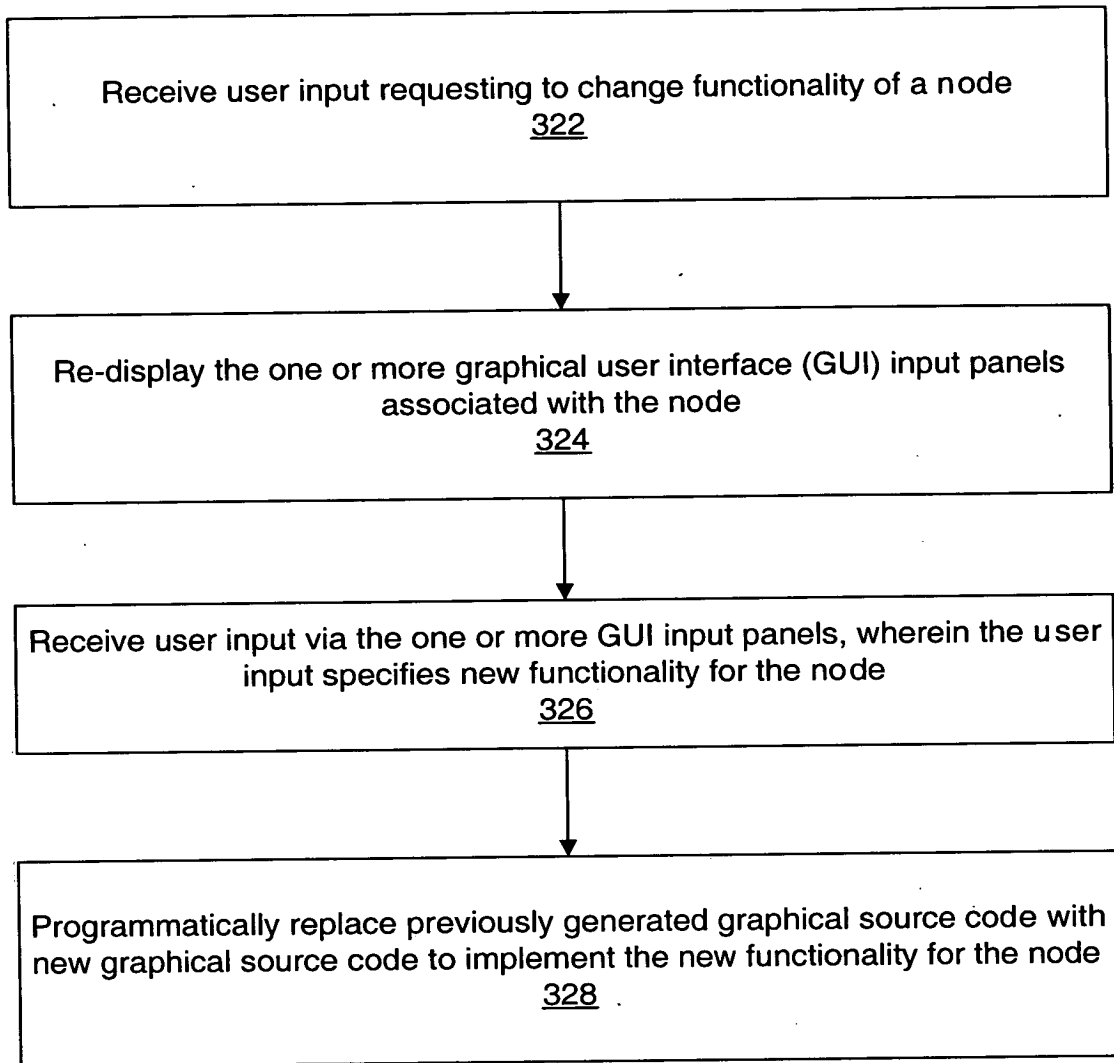 Receive user input requesting to change functionality of a node
322
Re-display the one or more graphical user interface (GUI) input panels
associated with the node
324
Receive user input via the one or more GUI input panels, wherein the user
input specifies new functionality for the node
326
Programmatically replace previously generated graphical source code with
new graphical source code to implement the new functionality for the node
328